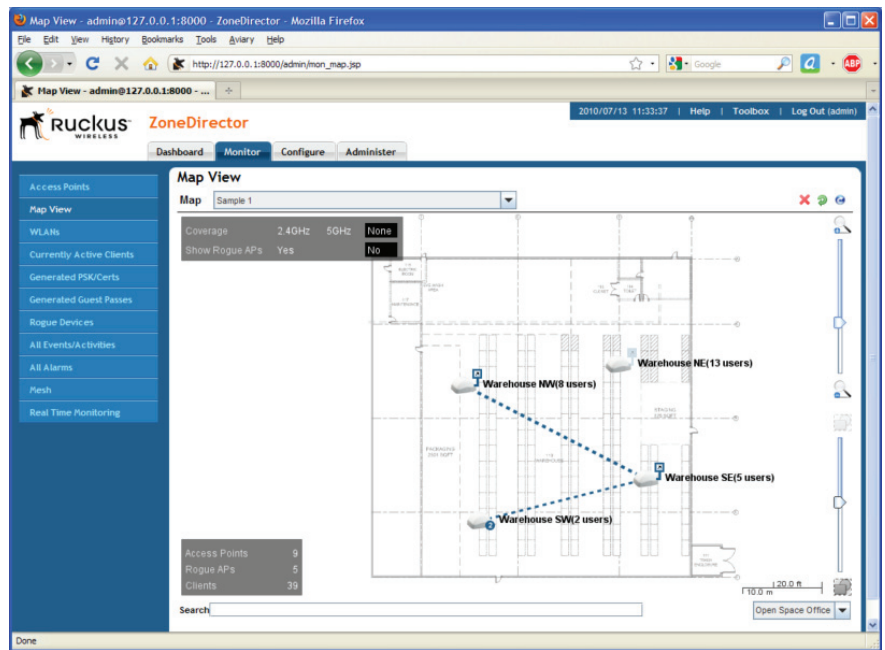 Map View - admin@127.0.0.1:8000 - ZoneDirector - Mozilla Firefox
File Edit View History Bookmarks Tools Aviary Help
http://127.0.0.1:8000/admin/mon_map.jsp
Google
ABP
Map View - admin@127.0.0.1:8000 - ...
2010/07/13 11:33:37 | Help | Toolbox | Log Out (admin)
RUCKUS WIRELESS
ZoneDirector
Dashboard Monitor Configure Administer
Access Points
Map View
WLANs
Currently Active Clients
Generated PSK/Certs
Generated Guest Passes
Rogue Devices
All Events/Activities
All Alarms
Mesh
Real Time Monitoring
Map View
Map Sample 1
Coverage 2.4GHz 5GHz None
Show Rogue APs Yes No
Warehouse NE(13 users)
Warehouse NW(8 users)
Warehouse SE(5 users)
Warehouse SW(2 users)
2
Access Points 9
Rogue APs 5
Clients 39
20.0 ft
10.0 m
Search
Open Space Office
Done